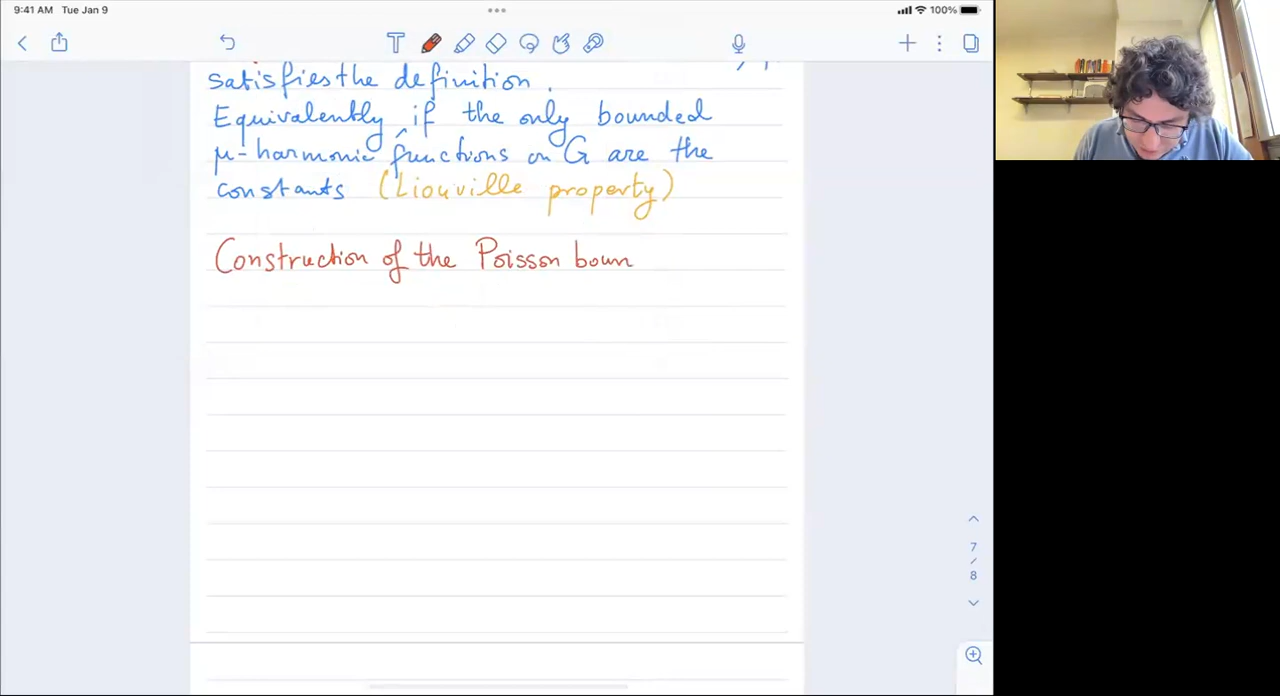 9:41 AM Tue Jan 9
100%
satisfies the definition.
Equivalently if the only bounded
μ-harmonic functions on G are the
constants (Liouville property)
Construction of the Poisson boun
7
/
8